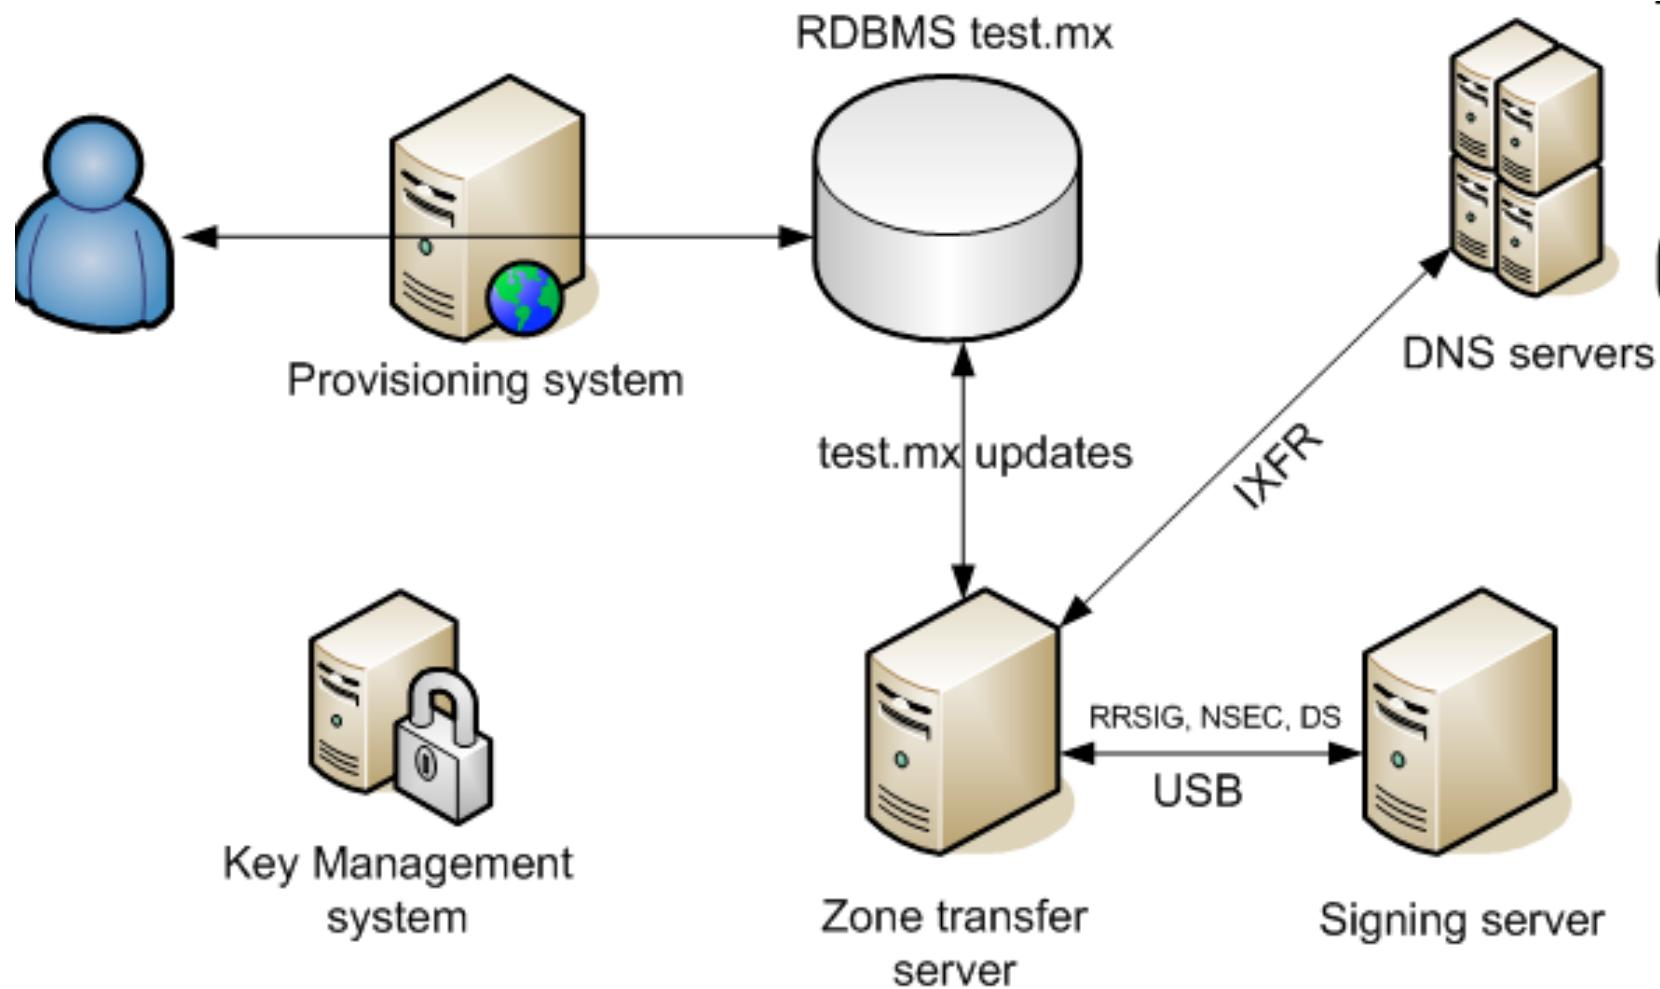 RDBMS test.mx
DNS servers
Provisioning system
test.mx updates
IXFR
RRSIG, NSEC, DS
USB
Key Management
system
Zone transfer
server
Signing server